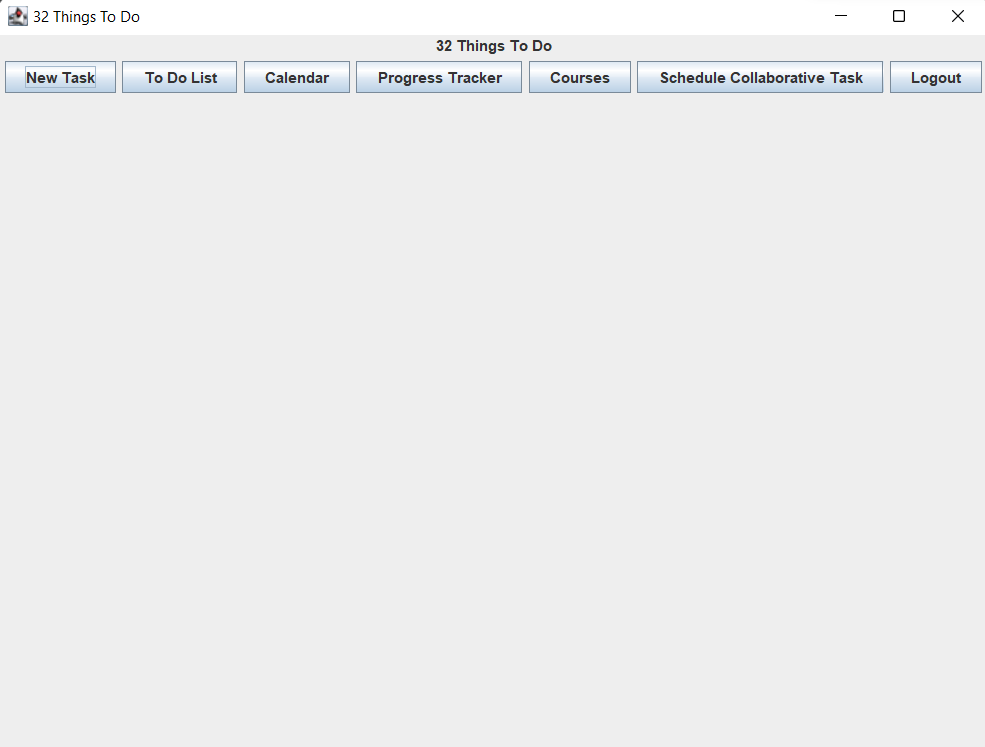 32 Things To Do
32 Things To Do
New Task To Do List Calendar Progress Tracker Courses Schedule Collaborative Task Logout